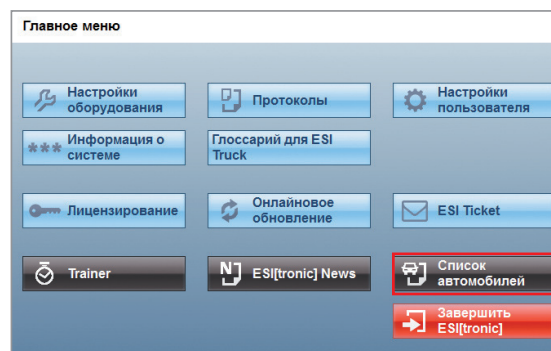 Главное меню
Настройки
оборудования
Протоколы
Настройки
пользователя
*** Информация о
системе
Глоссарий для ESI
Truck
Лицензирование
Онлайновое
обновление
ESI Ticket
Trainer
ESI[tronic] News
Список
автомобилей
Завершить
ESI[tronic]